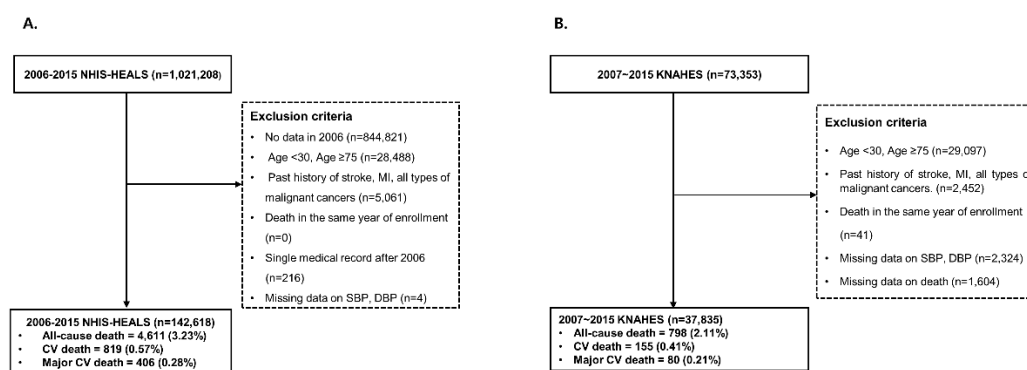 A.
2006-2015 NHIS-HEALS (n=1,021,208)
Exclusion criteria
• No data in 2006 (n=844,821)
• Age <30, Age ≥75 (n=28,488)
• Past history of stroke, MI, all types of
malignant cancers (n=5,061)
• Death in the same year of enrollment
(n=0)
• Single medical record after 2006
(n=216)
• Missing data on SBP, DBP (n=4)
2006-2015 NHIS-HEALS (n=142,618)
• All-cause death = 4,611 (3.23%)
• CV death = 819 (0.57%)
• Major CV death = 406 (0.28%)
B.
2007~2015 KNAHES (n=73,353)
Exclusion criteria
• Age <30, Age ≥75 (n=29,097)
• Past history of stroke, MI, all types o
malignant cancers. (n=2,452)
• Death in the same year of enrollment
(n=41)
• Missing data on SBP, DBP (n=2,324)
• Missing data on death (n=1,604)
2007~2015 KNAHES (n=37,835)
• All-cause death = 798 (2.11%)
• CV death = 155 (0.41%)
• Major CV death = 80 (0.21%)